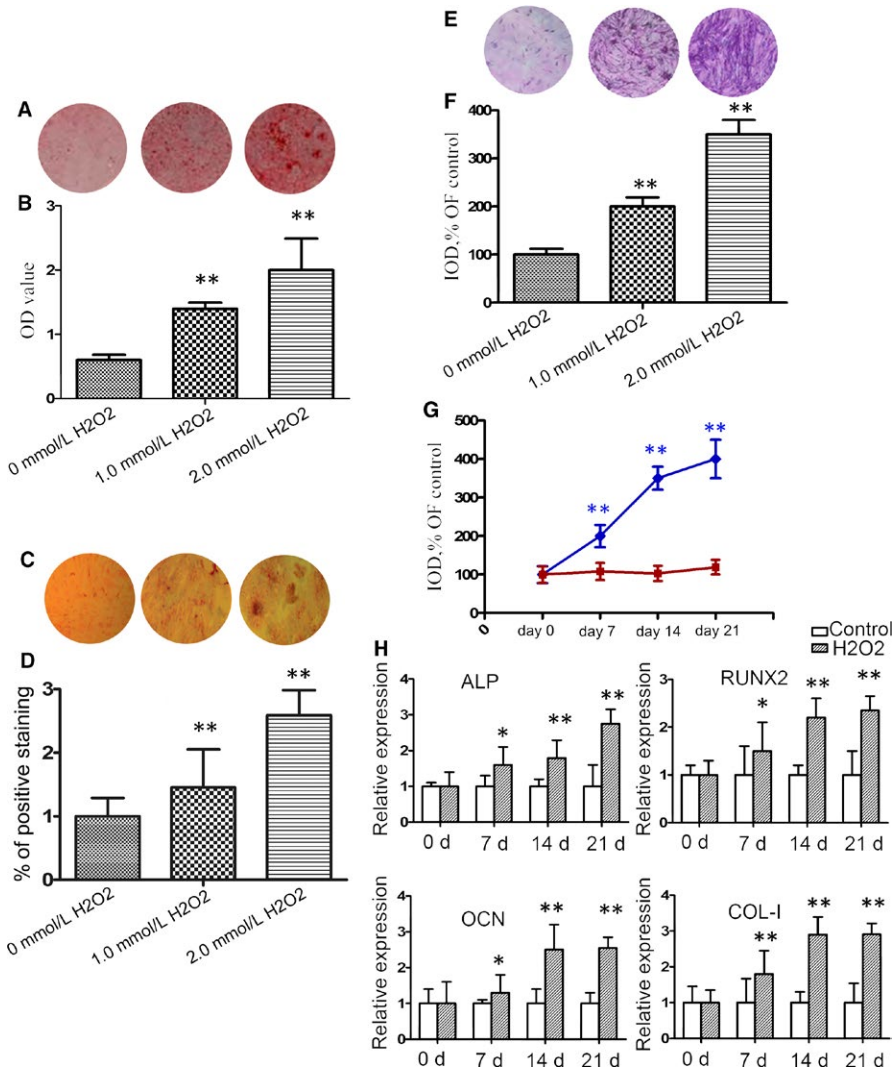 A
B
3
2
1
0
OD value
**
**
0 mmol/L H2O2
1.0 mmol/L H2O2
2.0 mmol/L H2O2
C
D
3
2
1
0
% of positive staining
**
**
0 mmol/L H2O2
1.0 mmol/L H2O2
2.0 mmol/L H2O2
E
F
400
300
200
100
0
IOD.% OF control
**
**
0 mmol/L H2O2
1.0 mmol/L H2O2
2.0 mmol/L H2O2
G
500
400
300
200
100
0
IOD.% OF control
**
**
**
day 0
day 7
day 14
day 21
Control
H2O2
H
ALP
Relative expression
4
3
2
1
0
*
**
**
0 d
7 d
14 d
21 d
RUNX2
Relative expression
3
2
1
0
*
**
**
0 d
7 d
14 d
21 d
OCN
Relative expression
4
3
2
1
0
*
**
**
0 d
7 d
14 d
21 d
COL-I
Relative expression
4
3
2
1
0
**
**
**
0 d
7 d
14 d
21 d